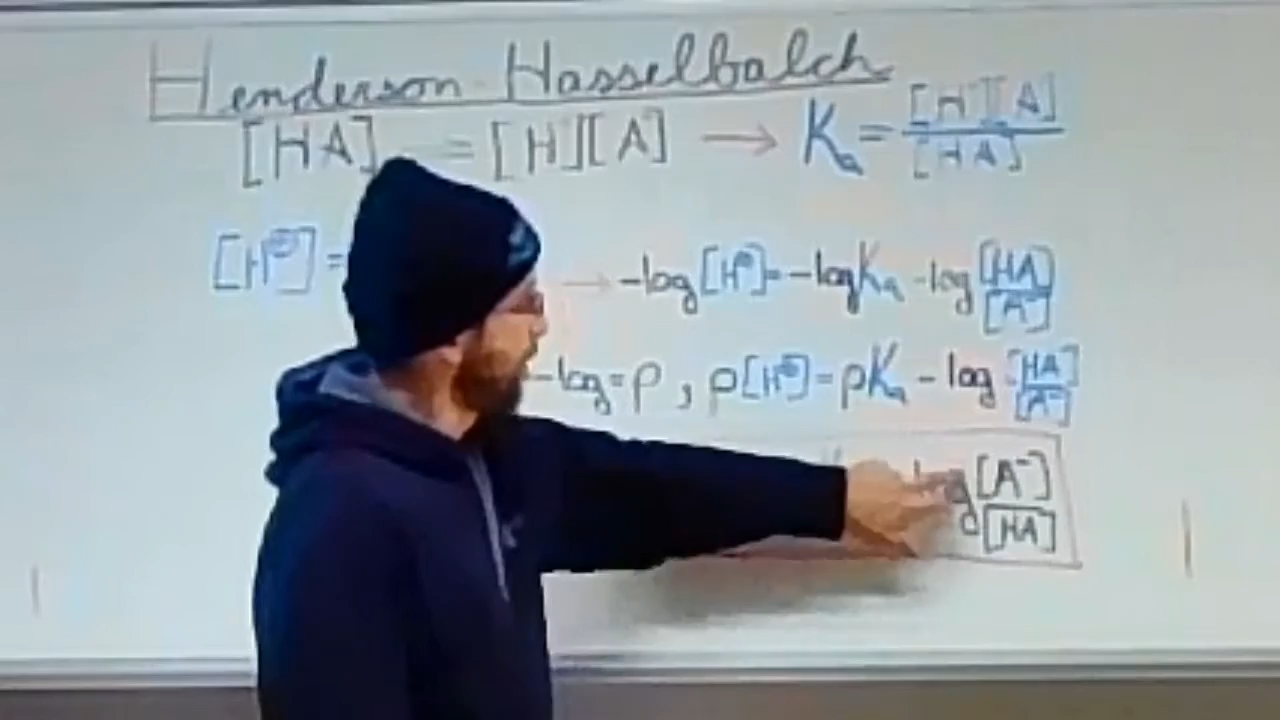 Henderson-Hasselbalch
[HA] = [H][A] → Ka = [H][A] / [HA]
[H⊕] = → -log[H⊕] = -logKa -log [HA] / [A⁻]
-log = p, p[H⊕] = pKa - log [HA] / [A⁻]
log [A⁻] / [HA]